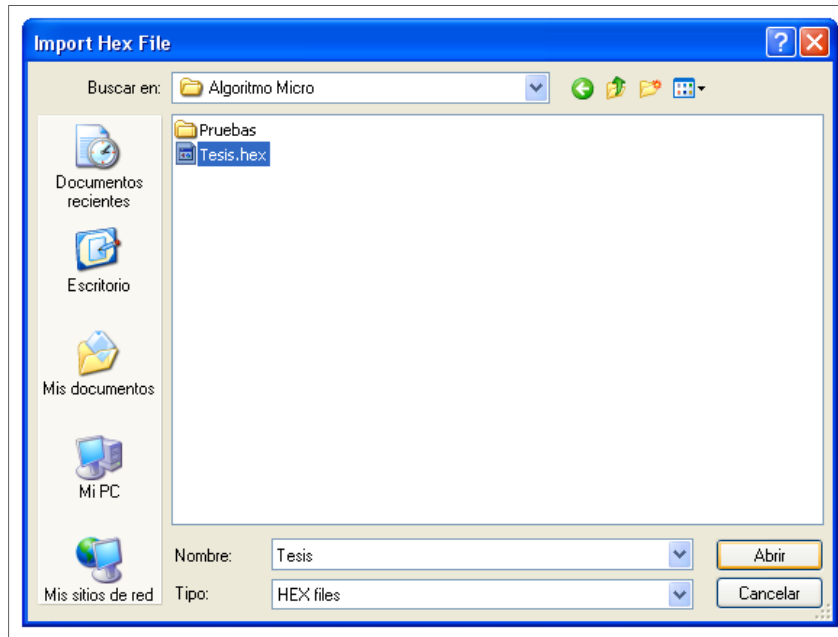 Import Hex File
Buscar en: Algoritmo Micro
Pruebas
Tesis.hex
Documentos
recientes
Escritorio
Mis documentos
Mi PC
Mis sitios de red
Nombre: Tesis Abrir
Tipo: HEX files Cancelar